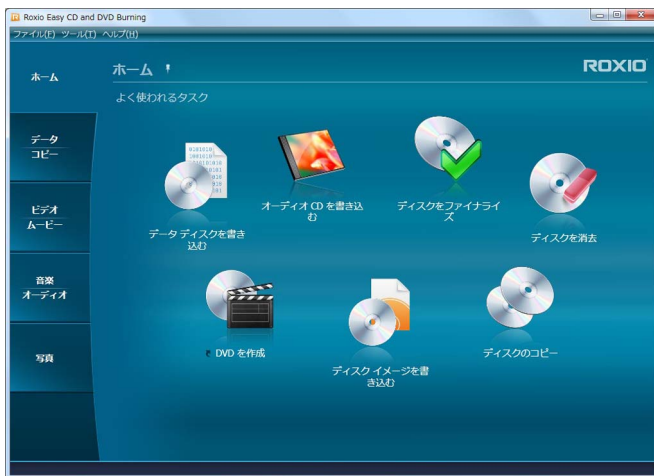 Roxio Easy CD and DVD Burning
ファイル(F) ツール(T) ヘルプ(H)
ホーム
ROXIO
よく使われるタスク
ホーム
データ
コピー
ビデオ
ムービー
音楽
オーディオ
写真
データ ディスクを書き
込む
オーディオ CD を書き込
む
ディスクをファイナライ
ズ
ディスクを消去
DVD を作成
ディスク イメージを書
き込む
ディスクのコピー